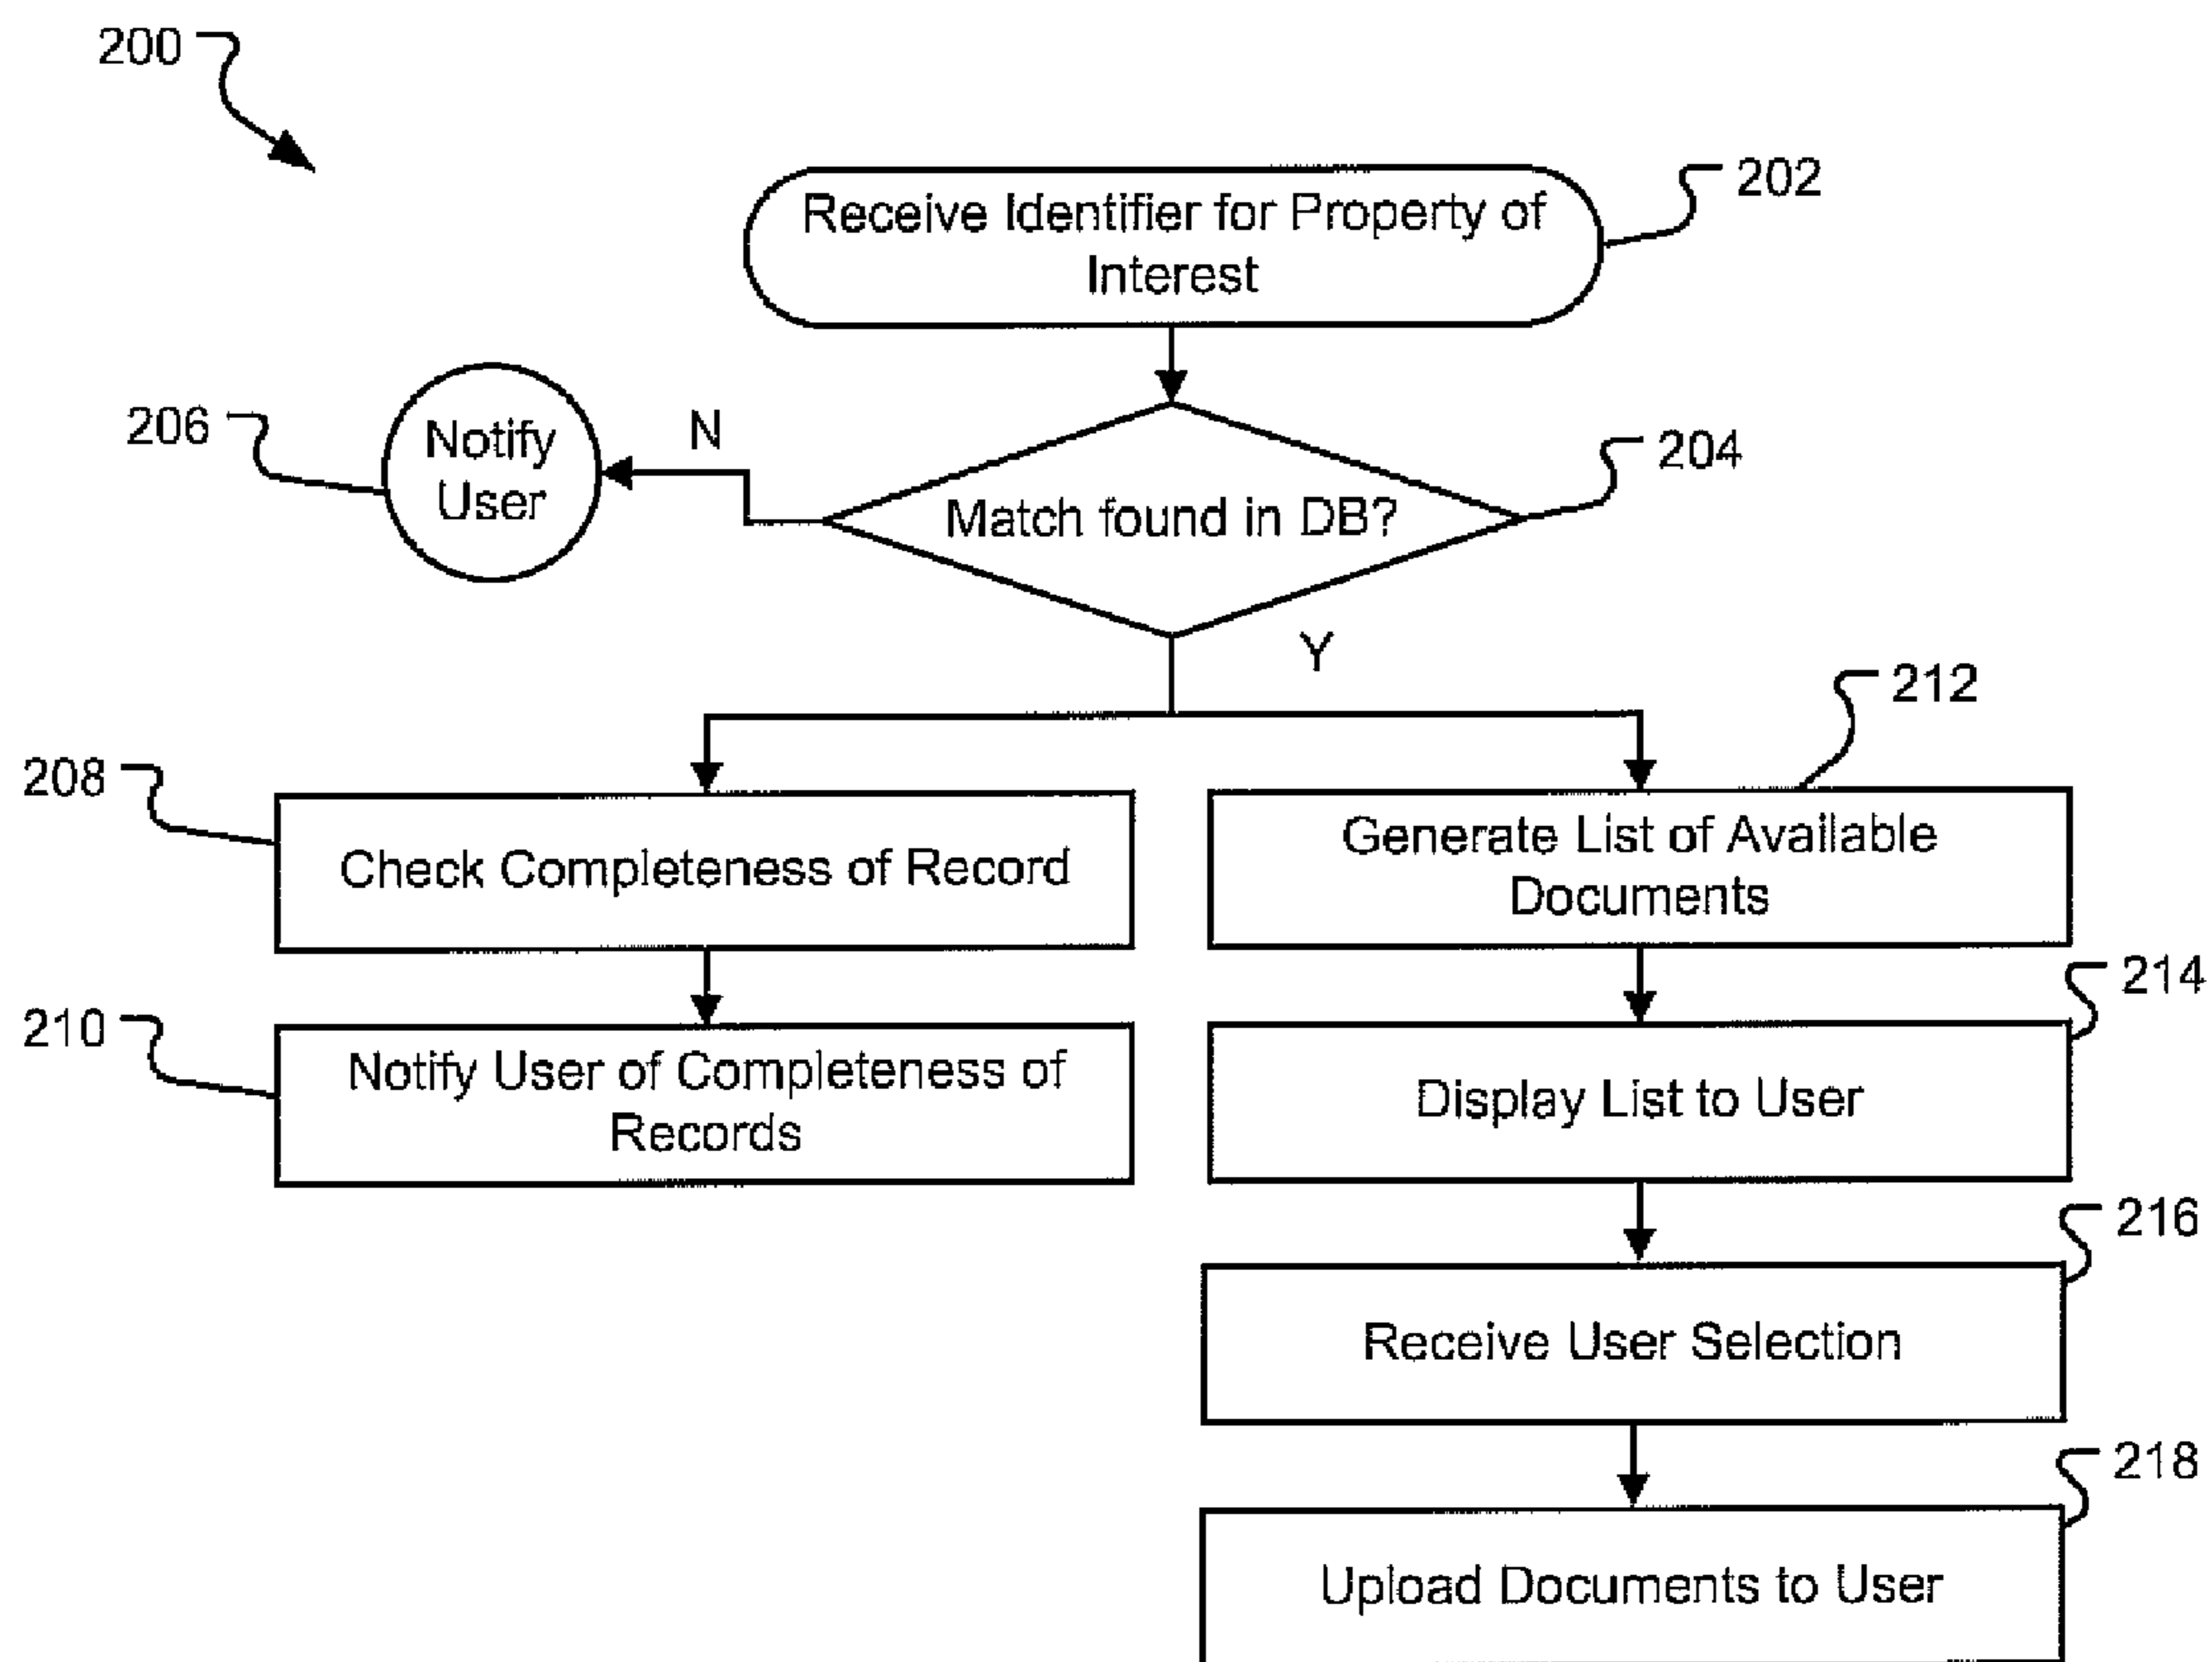 200
Receive Identifier for Property of
Interest
202
206
Notify
User
N
Match found in DB?
204
Y
212
208
Check Completeness of Record
Generate List of Available
Documents
214
210
Notify User of Completeness of
Records
Display List to User
216
Receive User Selection
218
Upload Documents to User